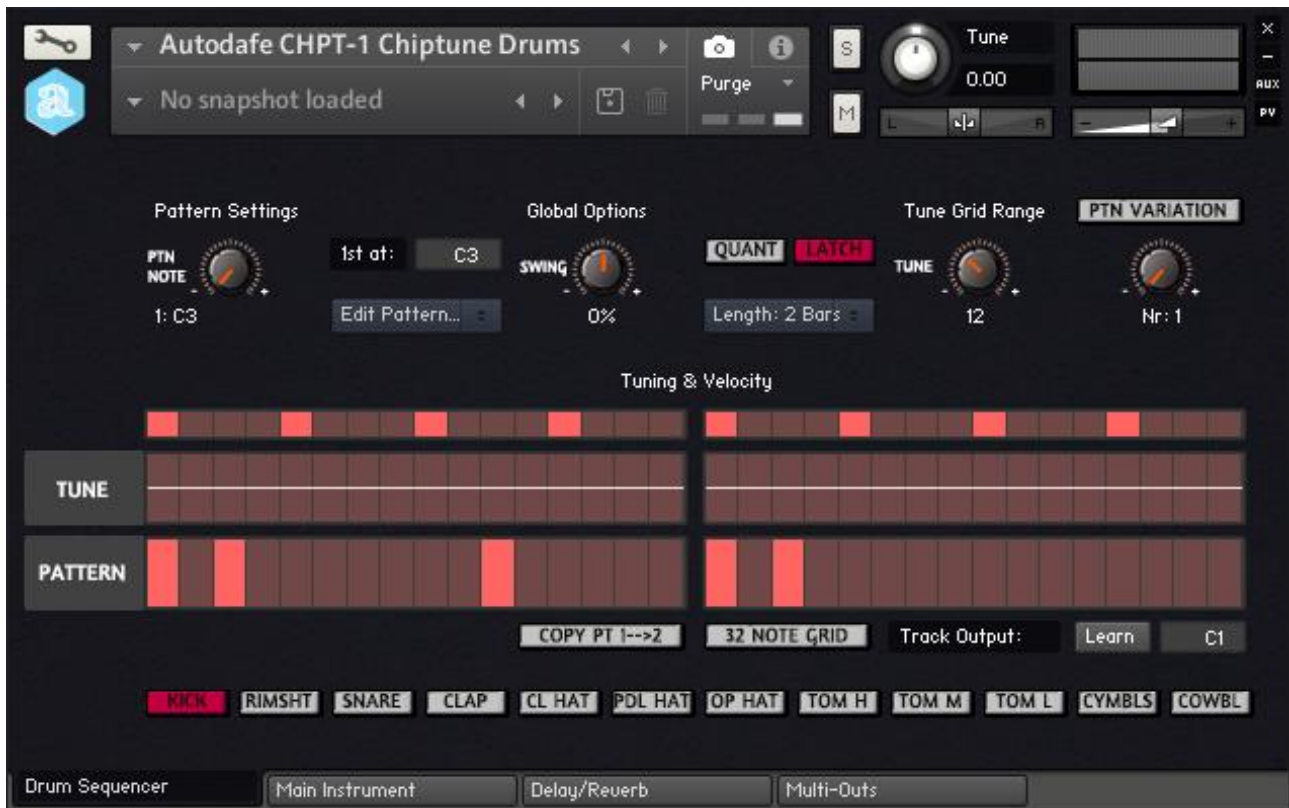 Autodafe CHPT-1 Chiptune Drums
S
Tune
×
Purge
0.00
AUX
No snapshot loaded
M
L
R
-
+
PV
Pattern Settings
Global Options
Tune Grid Range
PTN VARIATION
PTN NOTE
1st at:
C3
SWING
QUANT
LATCH
TUNE
- +
- +
- +
- +
1: C3
Edit Pattern...
0%
Length: 2 Bars
12
Nr: 1
Tuning & Velocity
TUNE
PATTERN
COPY PT 1-->2
32 NOTE GRID
Track Output:
Learn
C1
KICK
RIMSHT
SNARE
CLAP
CL HAT
PDL HAT
OP HAT
TOM H
TOM M
TOM L
CYMBLS
COWBL
Drum Sequencer
Main Instrument
Delay/Reverb
Multi-Outs